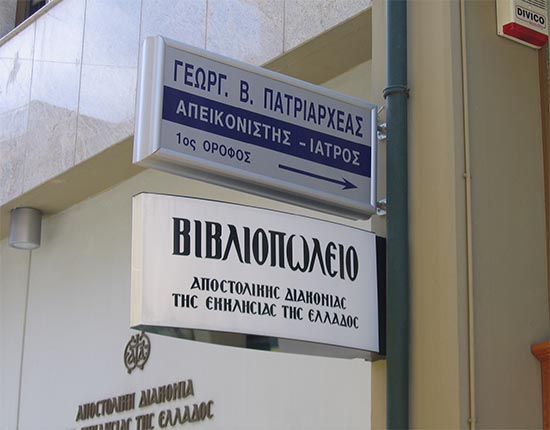 DIVICO
ΓΕΩΡΓ. Β. ΠΑΤΡΙΑΡΧΕΑΣ
ΑΠΕΙΚΟΝΙΣΤΗΣ - ΙΑΤΡΟΣ
1ος ΟΡΟΦΟΣ
ΒΙΒΛΙΟΠΩΛΕΙΟ
ΑΠΟΣΤΟΛΙΚΗΣ ΔΙΑΚΟΝΙΑΣ
ΤΗΣ ΕΚΚΛΗΣΙΑΣ ΤΗΣ ΕΛΛΑΔΟΣ
ΑΠΟΣΤΟΛΙΚΗ ΔΙΑΚΟΝΙΑ
ΤΗΣ ΕΚΚΛΗΣΙΑΣ ΤΗΣ ΕΛΛΑΔΟΣ